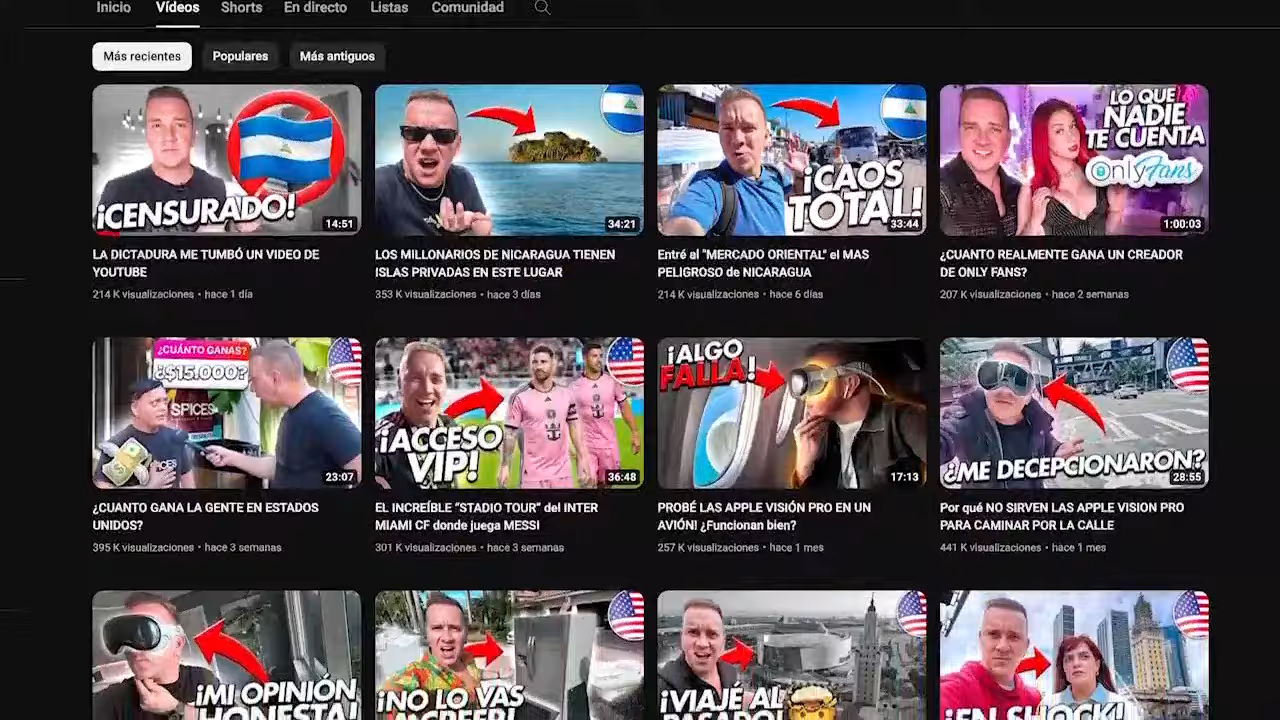 Inicio Vídeos Shorts En directo Listas Comunidad
Más recientes Populares Más antiguos
¡CENSURADO!
14:51
34:21
¡CAOS
TOTAL!
33:44
LO QUE
NADIE
TE CUENTA
OnlyFans
1:00:03
LA DICTADURA ME TUMBÓ UN VIDEO DE
YOUTUBE
214 K visualizaciones • hace 1 día
LOS MILLONARIOS DE NICARAGUA TIENEN
ISLAS PRIVADAS EN ESTE LUGAR
353 K visualizaciones • hace 3 días
Entré al "MERCADO ORIENTAL" el MAS
PELIGROSO de NICARAGUA
214 K visualizaciones • hace 6 días
¿CUANTO REALMENTE GANA UN CREADOR
DE ONLY FANS?
207 K visualizaciones • hace 2 semanas
¿CUÁNTO GANAS?
¿$15.000?
SPICES
23:07
¡ACCESO
VIP!
36:48
¡ALGO
FALLA!
17:13
¿ME DECEPCIONARON?
28:55
¿CUANTO GANA LA GENTE EN ESTADOS
UNIDOS?
395 K visualizaciones • hace 3 semanas
EL INCREÍBLE “STADIO TOUR” del INTER
MIAMI CF donde juega MESSI
301 K visualizaciones • hace 3 semanas
PROBÉ LAS APPLE VISIÓN PRO EN UN
AVIÓN! ¿Funcionan bien?
257 K visualizaciones • hace 1 mes
Por qué NO SIRVEN LAS APPLE VISION PRO
PARA CAMINAR POR LA CALLE
441 K visualizaciones • hace 1 mes
¡MI OPINIÓN
HONESTA!
¡NO LO VAS
A CREER!
¡VIAJÉ AL
PASADO!
¡EN SHOCK!